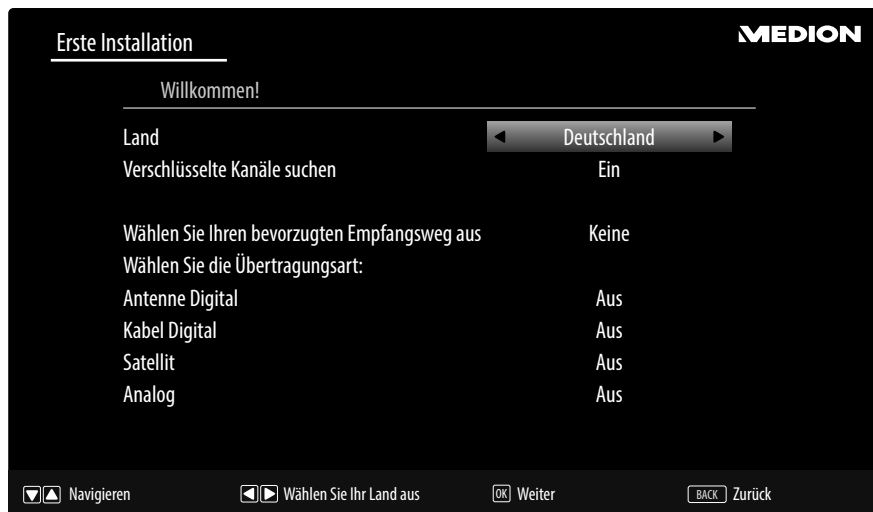 Erste Installation
MEDION
Willkommen!
Land Deutschland
Verschlüsselte Kanäle suchen Ein
Wählen Sie Ihren bevorzugten Empfangsweg aus Keine
Wählen Sie die Übertragungsart:
Antenne Digital Aus
Kabel Digital Aus
Satellit Aus
Analog Aus
Navigieren Wählen Sie Ihr Land aus OK Weiter BACK Zurück